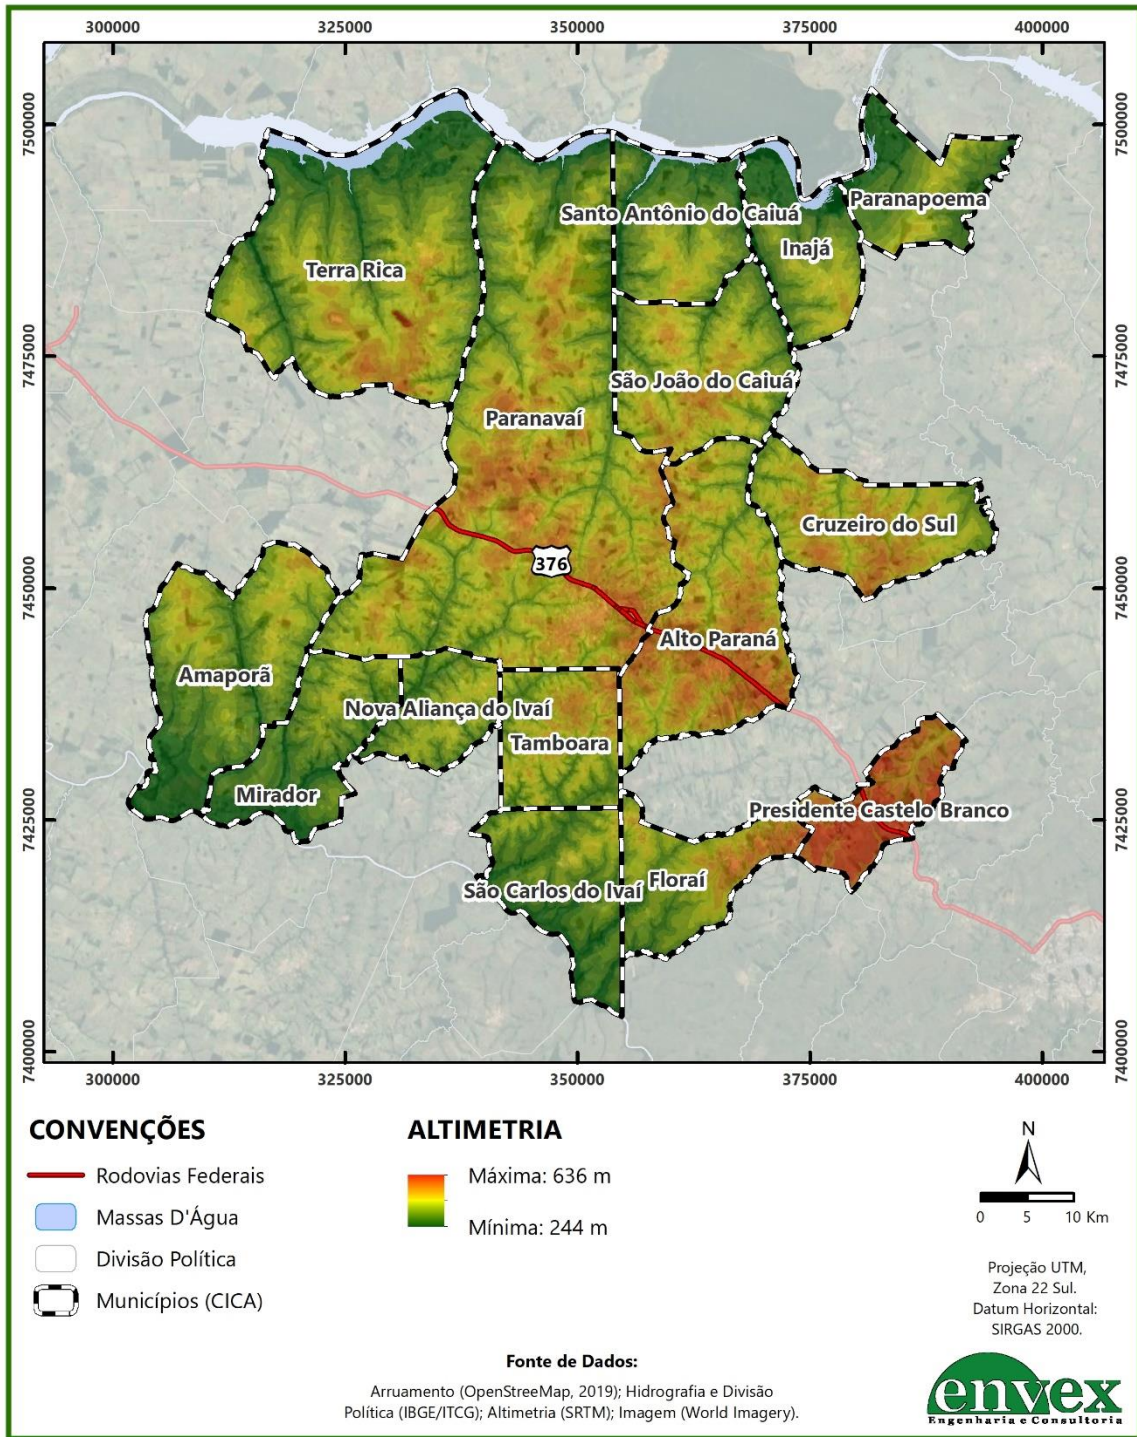 300000 325000 350000 375000 400000
7500000 7500000
Paranapoema
Santo Antônio do Caiuá
Inajá
Terra Rica
7475000 7475000
São João do Caiuá
Paranavaí
Cruzeiro do Sul
376
7450000 7450000
Alto Paraná
Amaporã
Nova Aliança do Ivaí
Tamboara
Mirador
Presidente Castelo Branco
7425000 7425000
Floraí
São Carlos do Ivaí
7400000 7400000
300000 325000 350000 375000 400000
CONVENÇÕES
Rodovias Federais
Massas D'Água
Divisão Política
Municípios (CICA)
ALTIMETRIA
Máxima: 636 m
Mínima: 244 m
N
0 5 10 Km
Projeção UTM,
Zona 22 Sul.
Datum Horizontal:
SIRGAS 2000.
Fonte de Dados:
Arruamento (OpenStreeMap, 2019); Hidrografia e Divisão
Política (IBGE/ITCG); Altimetria (SRTM); Imagem (World Imagery).
envex
Engenharia e Consultoria